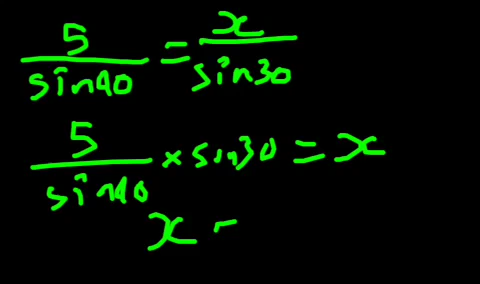 5/sin40 = x/sin30
5/sin40 × sin30 = x
x -